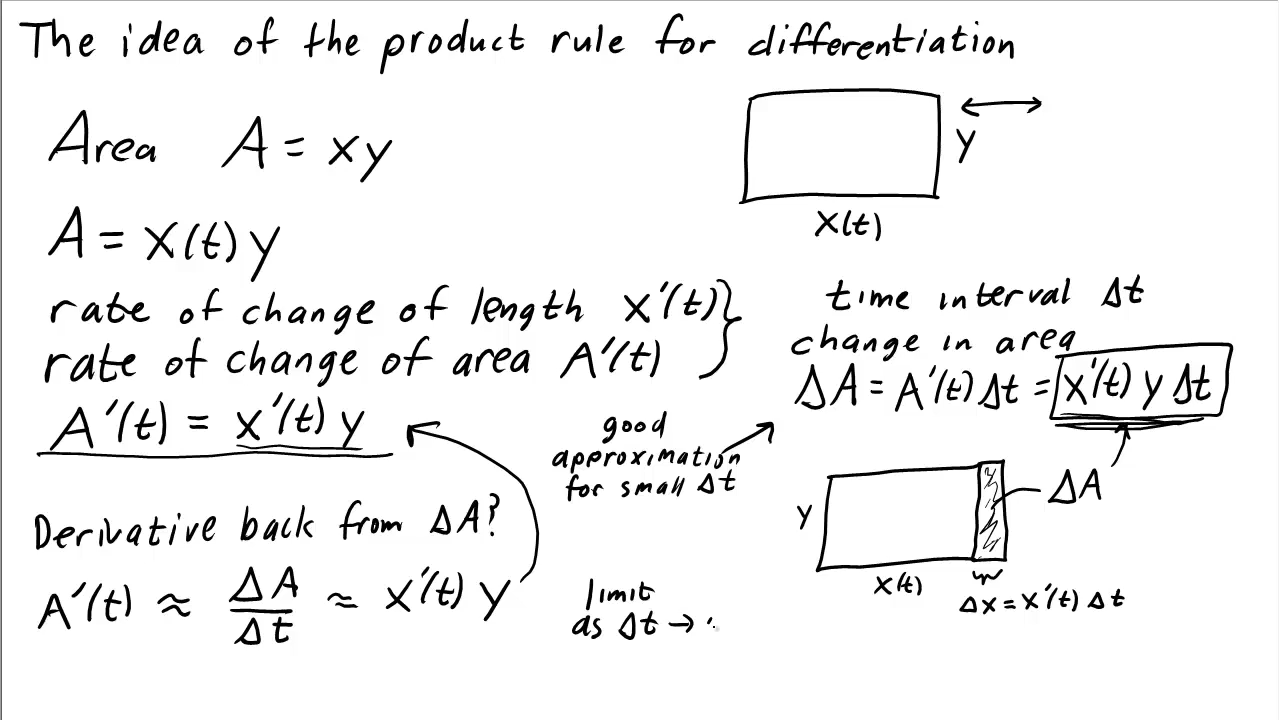 The idea of the product rule for differentiation
Area A = xy
y
x(t)
A = x(t) y
rate of change of length x'(t) }
rate of change of area A'(t)
A'(t) = x'(t) y
time interval Δt
change in area
ΔA = A'(t) Δt = x'(t) y Δt
good
approximation
for small Δt
ΔA
y
x(t)
Δx = x'(t) Δt
Derivative back from ΔA?
A'(t) ≈ ΔA/Δt ≈ x'(t) y
limit
as Δt →